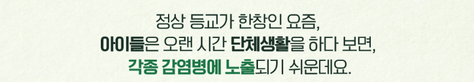 정상 등교가 한창인 요즘,
아이들은 오랜 시간 단체생활을 하다 보면,
각종 감염병에 노출되기 쉬운데요.